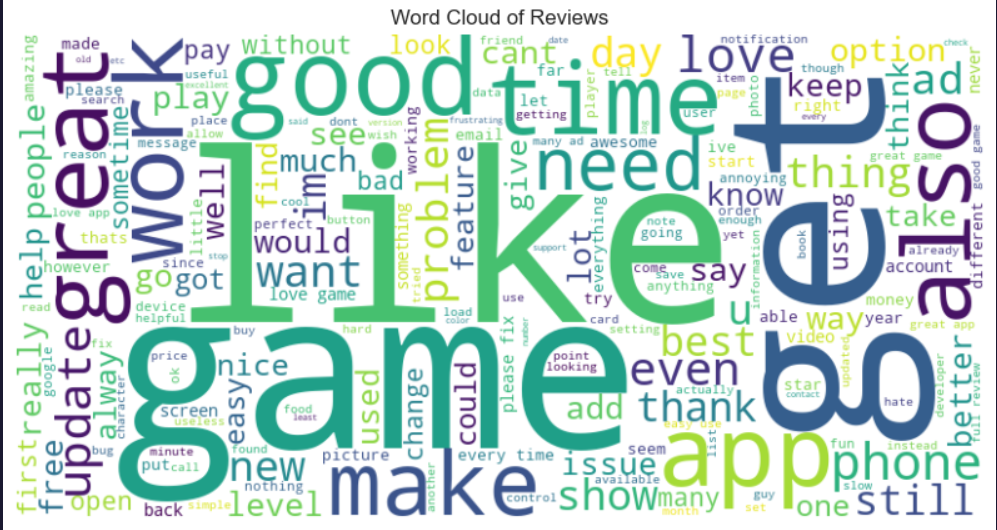 Word Cloud of Reviews
made
old
etc
pay
without
look
friend
date
cant
day
love
notification
option
check
amazing
please
search
useful
excellent
good
time
far
tell
data
player
item
page
though
photo
keep
right
every
think
ad
never
great
work
play
place
allow
said
dont
version
frustrating
see
wish
working
email
let
getting
log
user
people
reason
sometime
message
find
much
bad
problem
feature
give
many ad
awesome
need
ive
start
annoying
know
thing
great game
also
good game
different
help
love app
thats
however
read
little
well
cool
im
perfect
button
would
something
tried
like
everything
lot
note
going
order
enough
yet
get
book
using
take
already
account
go
got
since
stop
want
love game
support
come
save
anything
say
information
device
helpful
use
try
u
able
way
year
money
great app
really
google
update
fix
alway
character
buy
hard
load
color
please fix
number
card
setting
best
video
updated
developer
better
full review
price
ok
nice
game
point
looking
even
actually
star
contact
hate
first
free
bug
screen
useless
easy
food
least
used
change
could
add
thank
easy use
list
app
fun
instead
phone
minute
put
call
found
new
nothing
picture
another
make
every time
control
issue
seem
available
slow
open
back
simple
level
show
many
month
guy
set
one
still